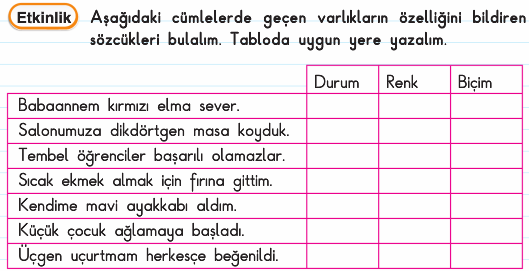 Etkinlik Aşağıdaki cümlelerde geçen varlıkların özelliğini bildiren
sözcükleri bulalım. Tabloda uygun yere yazalım.
Durum Renk Biçim
Babaannem kırmızı elma sever.
Salonumuza dikdörtgen masa koyduk.
Tembel öğrenciler başarılı olamazlar.
Sıcak ekmek almak için fırına gittim.
Kendime mavi ayakkabı aldım.
Küçük çocuk ağlamaya başladı.
Üçgen uçurtmam herkesçe beğenildi.